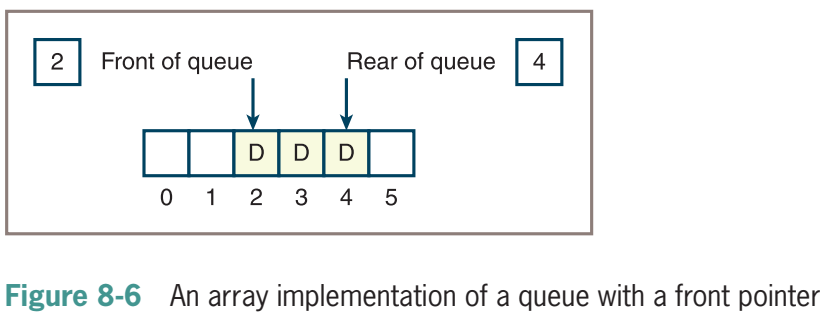 2 Front of queue Rear of queue 4
D D D
0 1 2 3 4 5
Figure 8-6 An array implementation of a queue with a front pointer